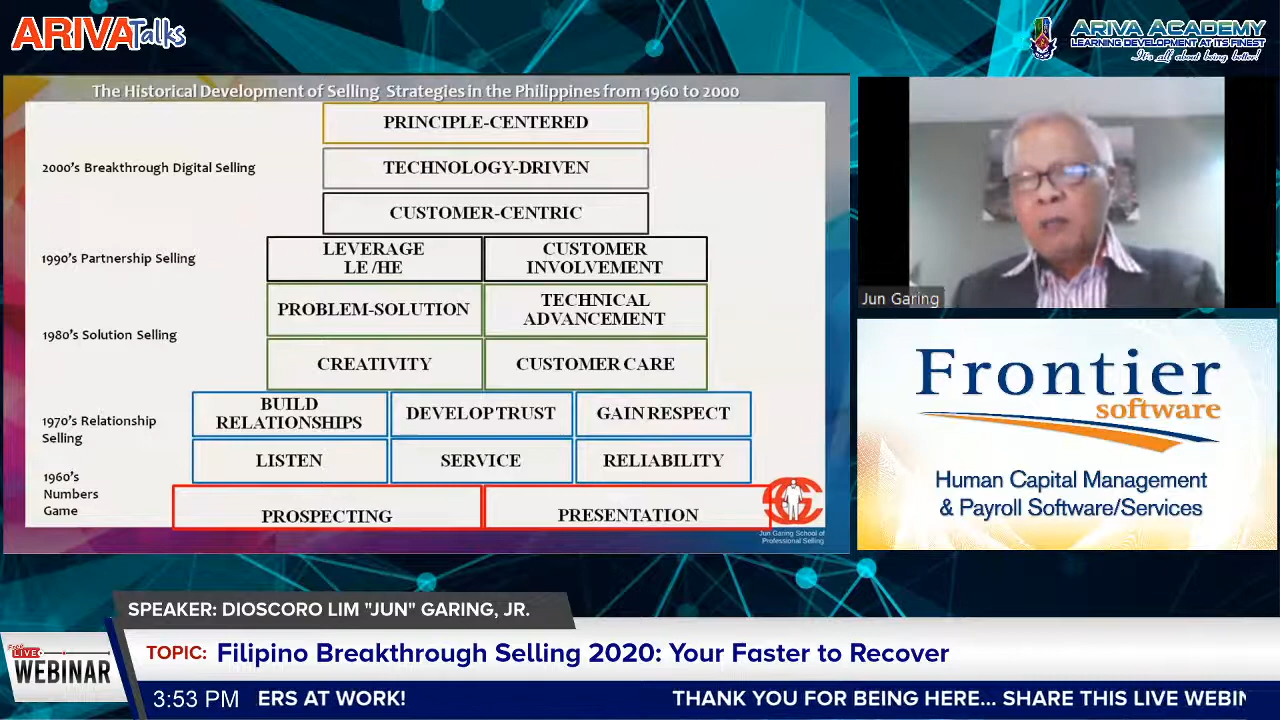 ARIVATalks
ARIVA ACADEMY
LEARNING DEVELOPMENT AT ITS FINEST
It's all about being better!
The Historical Development of Selling Strategies in the Philippines from 1960 to 2000
PRINCIPLE-CENTERED
2000's Breakthrough Digital Selling
TECHNOLOGY-DRIVEN
CUSTOMER-CENTRIC
1990's Partnership Selling
LEVERAGE
LE /HE
CUSTOMER
INVOLVEMENT
PROBLEM-SOLUTION
TECHNICAL
ADVANCEMENT
1980's Solution Selling
CREATIVITY
CUSTOMER CARE
1970's Relationship
Selling
BUILD
RELATIONSHIPS
DEVELOP TRUST
GAIN RESPECT
LISTEN
SERVICE
RELIABILITY
1960's
Numbers
Game
PROSPECTING
PRESENTATION
Jun Garing School of
Professional Selling
Jun Garing
Frontier
software
Human Capital Management
& Payroll Software/Services
SPEAKER: DIOSCORO LIM "JUN" GARING, JR.
Free
LIVE
WEBINAR
TOPIC: Filipino Breakthrough Selling 2020: Your Faster to Recover
3:53 PM ERS AT WORK! THANK YOU FOR BEING HERE... SHARE THIS LIVE WEBIN